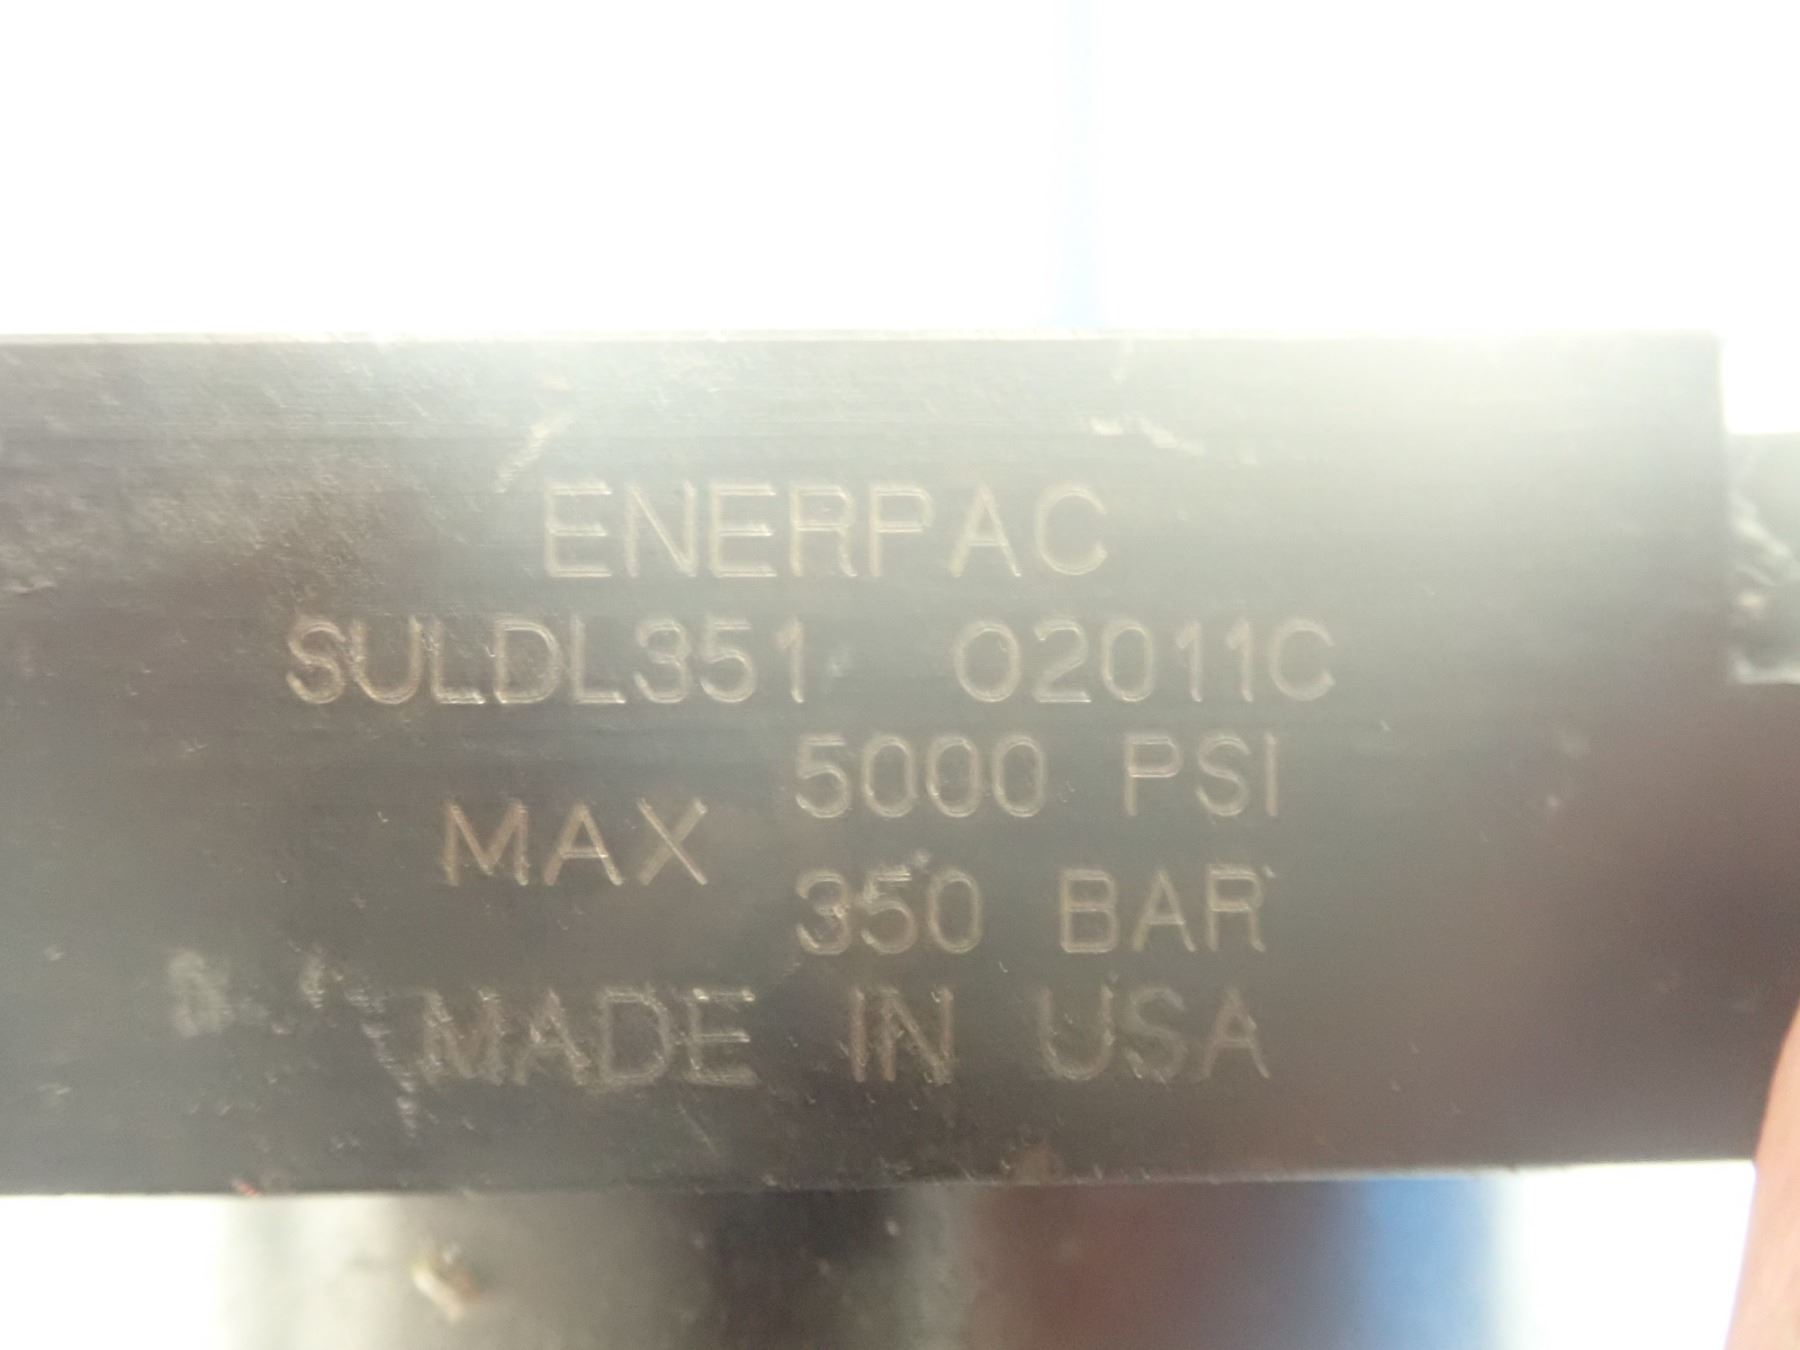 ENERPAC
SULDL351 02011C
MAX 5000 PSI
350 BAR
MADE IN USA